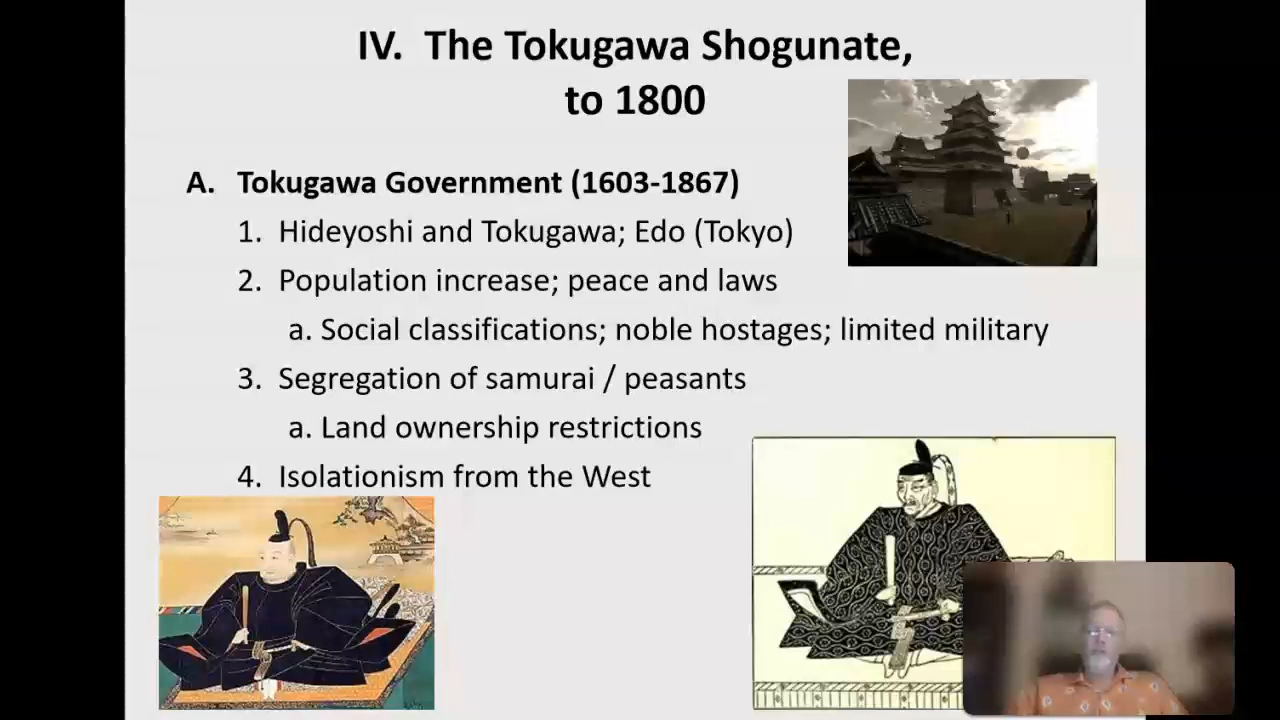 IV. The Tokugawa Shogunate,
to 1800
A. Tokugawa Government (1603-1867)
1. Hideyoshi and Tokugawa; Edo (Tokyo)
2. Population increase; peace and laws
a. Social classifications; noble hostages; limited military
3. Segregation of samurai / peasants
a. Land ownership restrictions
4. Isolationism from the West